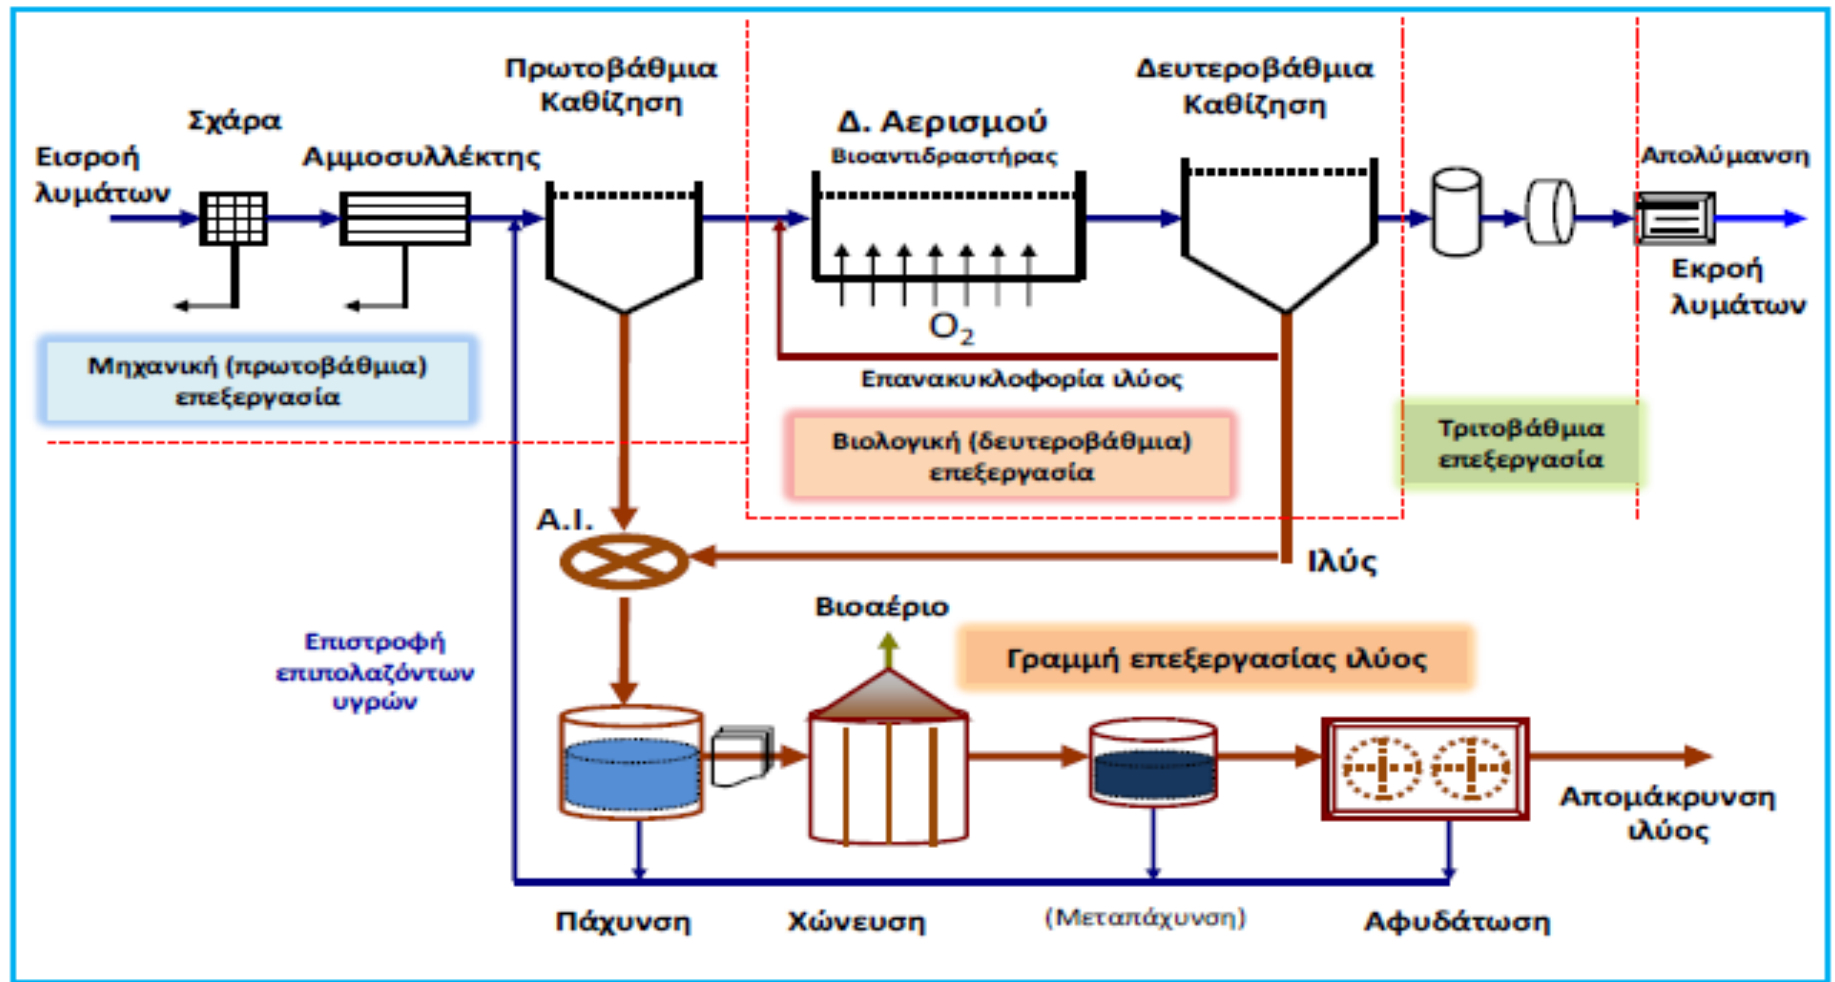 Πρωτοβάθμια
Καθίζηση
Δευτεροβάθμια
Καθίζηση
Σχάρα
Δ. Αερισμού
Βιοαντιδραστήρας
Εισροή
λυμάτων
Αμμοσυλλέκτης
Απολύμανση
Εκροή
λυμάτων
O2
Μηχανική (πρωτοβάθμια)
επεξεργασία
Επανακυκλοφορία ιλύος
Βιολογική (δευτεροβάθμια)
επεξεργασία
Τριτοβάθμια
επεξεργασία
Α.Ι.
Ιλύς
Βιοαέριο
Επιστροφή
επιπολαζόντων
υγρών
Γραμμή επεξεργασίας ιλύος
Απομάκρυνση
ιλύος
Πάχυνση
Χώνευση
(Μεταπάχυνση)
Αφυδάτωση